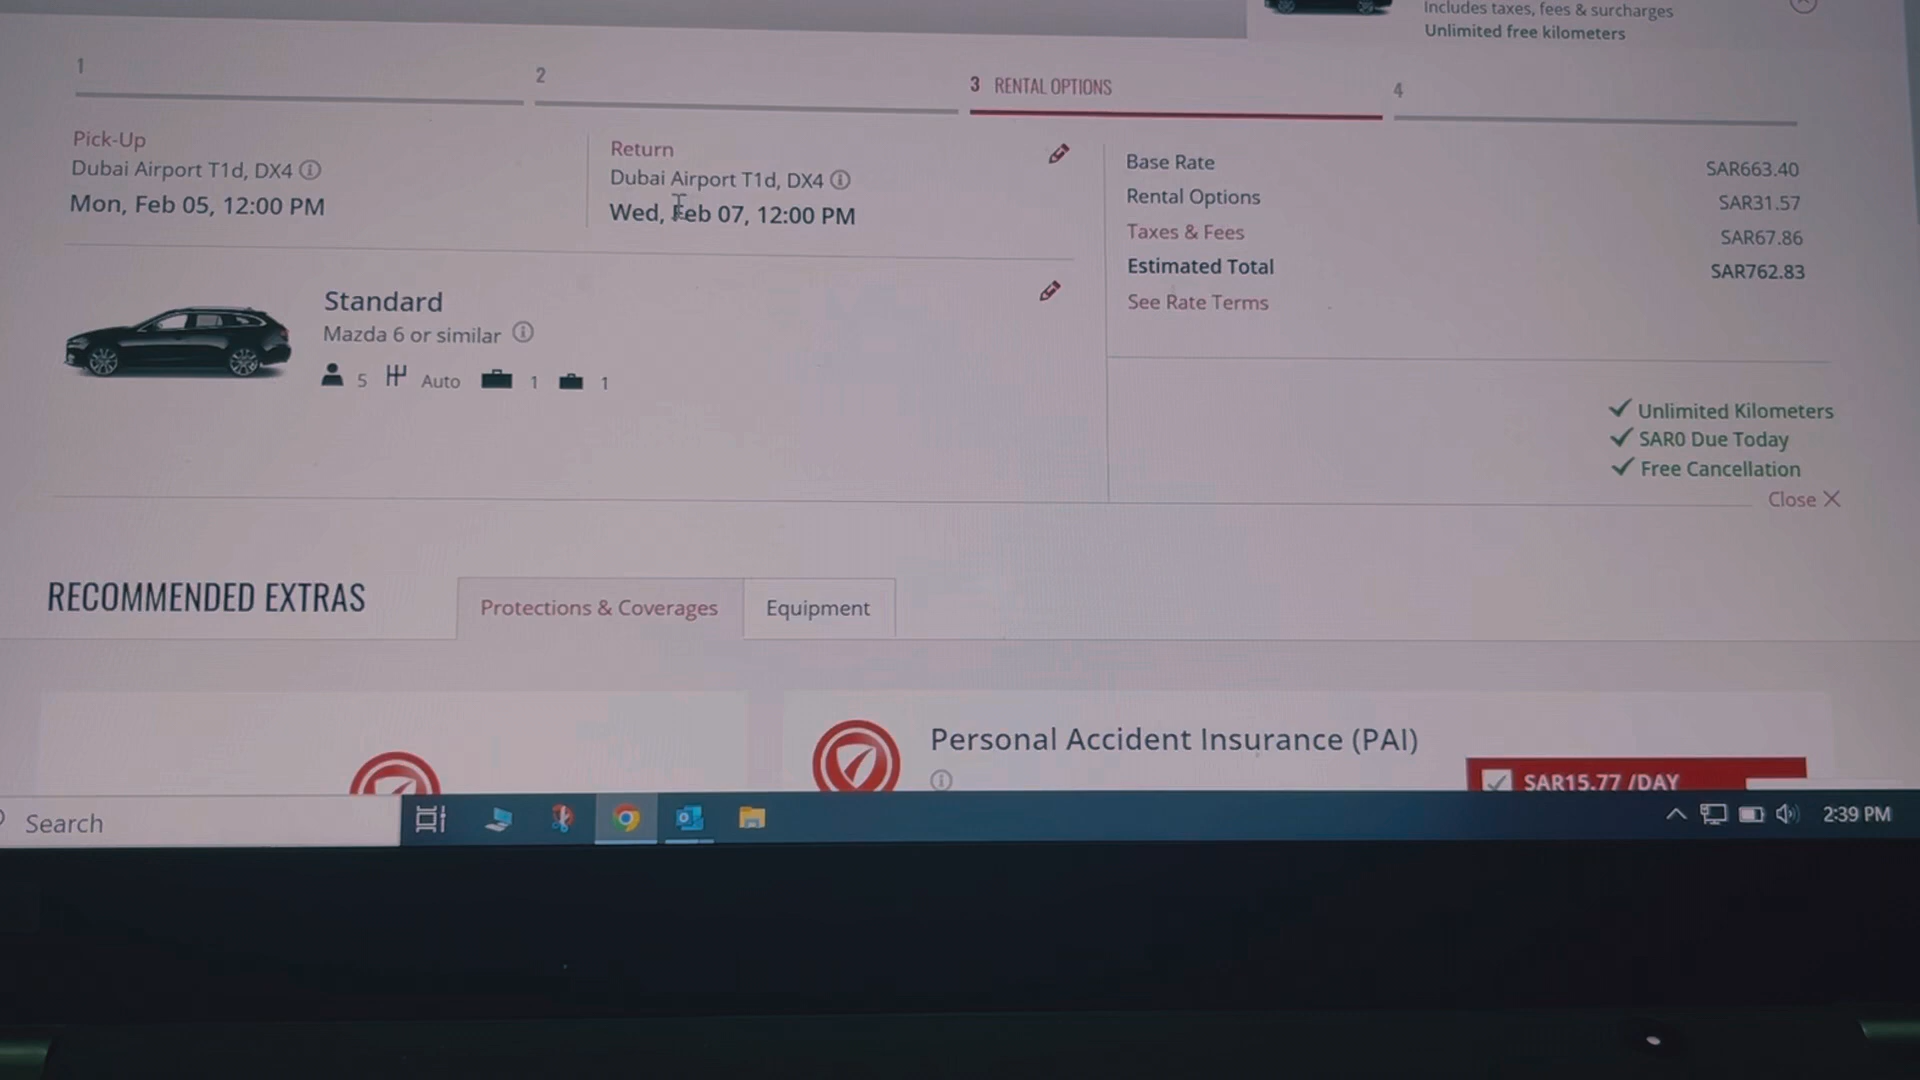 Includes taxes, fees & surcharges
Unlimited free kilometers
1
2
3 RENTAL OPTIONS
4
Pick-Up
Dubai Airport T1d, DX4
Mon, Feb 05, 12:00 PM
Return
Dubai Airport T1d, DX4
Wed, Feb 07, 12:00 PM
Base Rate SAR663.40
Rental Options SAR31.57
Taxes & Fees SAR67.86
Estimated Total SAR762.83
See Rate Terms
Standard
Mazda 6 or similar
5 Auto 1 1
Unlimited Kilometers
SAR0 Due Today
Free Cancellation
Close X
RECOMMENDED EXTRAS
Protections & Coverages
Equipment
Personal Accident Insurance (PAI)
SAR15.77 /DAY
Search
2:39 PM